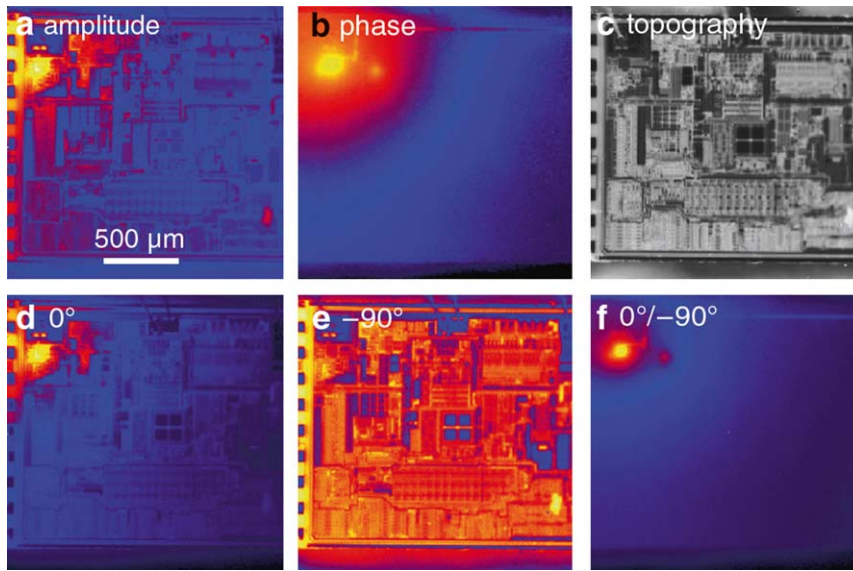 a amplitude
b phase
c topography
500 µm
d 0°
e –90°
f 0°/–90°